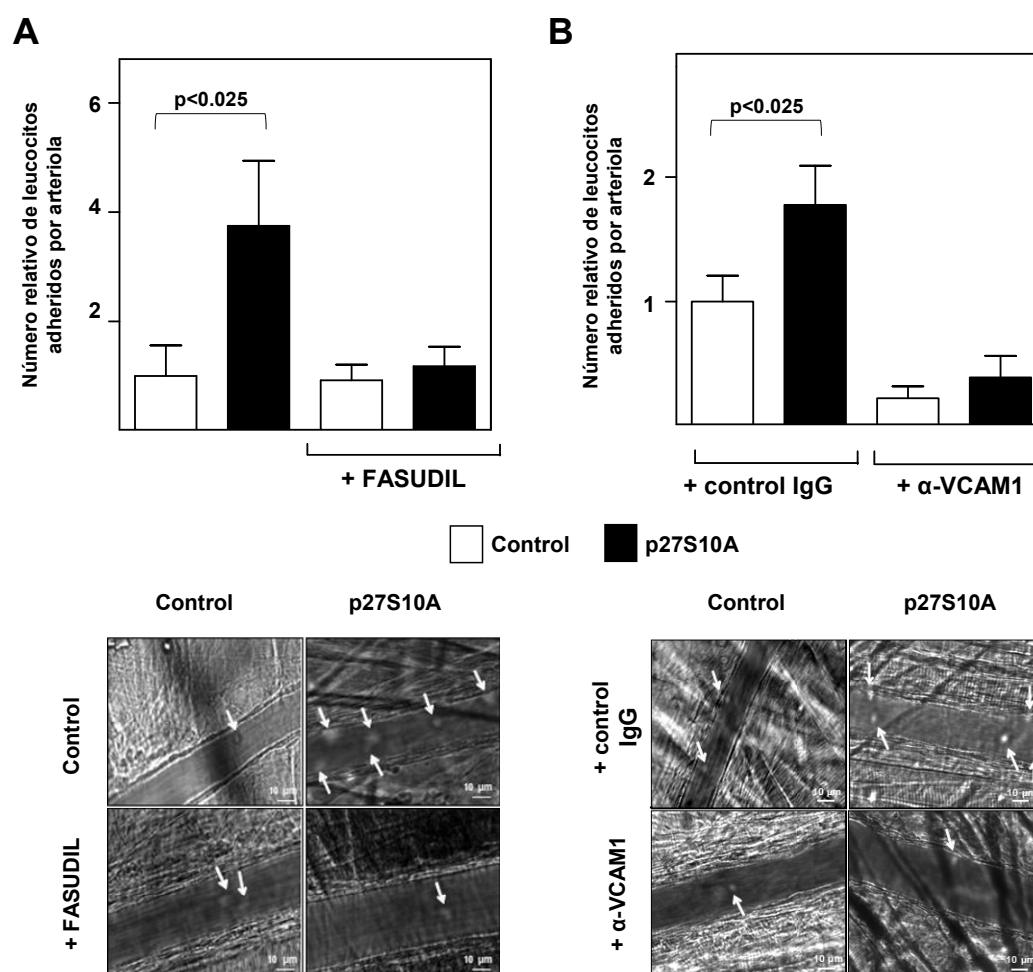 A
B
Número relativo de leucocitos
adheridos por arteriola
6
4
2
p<0.025
+ FASUDIL
Número relativo de leucocitos
adheridos por arteriola
2
1
p<0.025
+ control IgG
+ α-VCAM1
Control
p27S10A
Control
p27S10A
Control
+ FASUDIL
10 µm
10 µm
10 µm
10 µm
Control
p27S10A
+ control
IgG
+ α-VCAM1
10 µm
10 µm
10 µm
10 µm